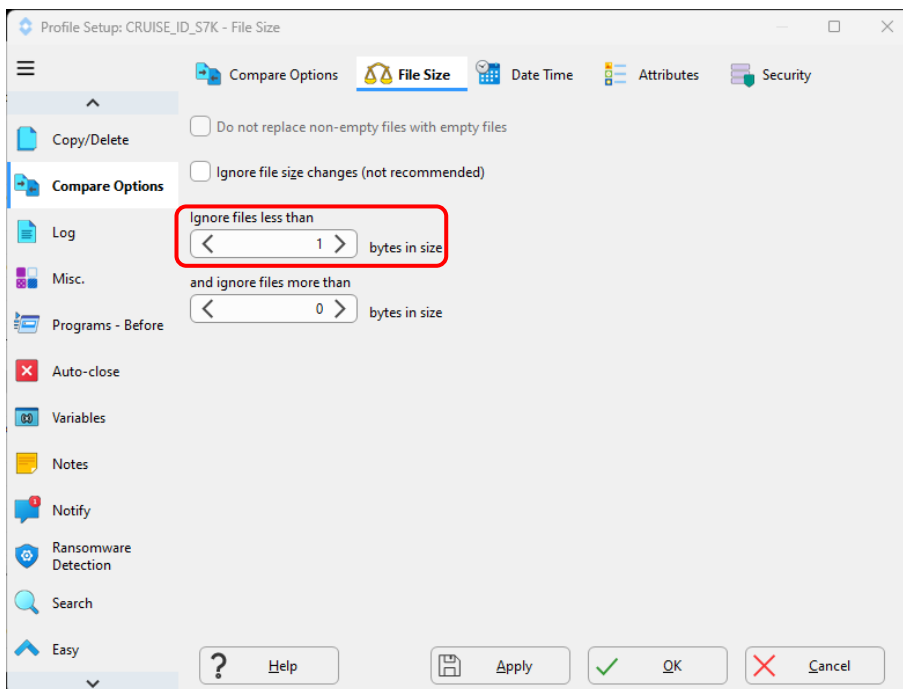 Profile Setup: CRUISE_ID_S7K - File Size
Compare Options
File Size
Date Time
Attributes
Security
Copy/Delete
Compare Options
Log
Misc.
Programs - Before
Auto-close
Variables
Notes
Notify
Ransomware
Detection
Search
Easy
Do not replace non-empty files with empty files
Ignore file size changes (not recommended)
Ignore files less than
1 bytes in size
and ignore files more than
0 bytes in size
? Help
Apply
OK
Cancel